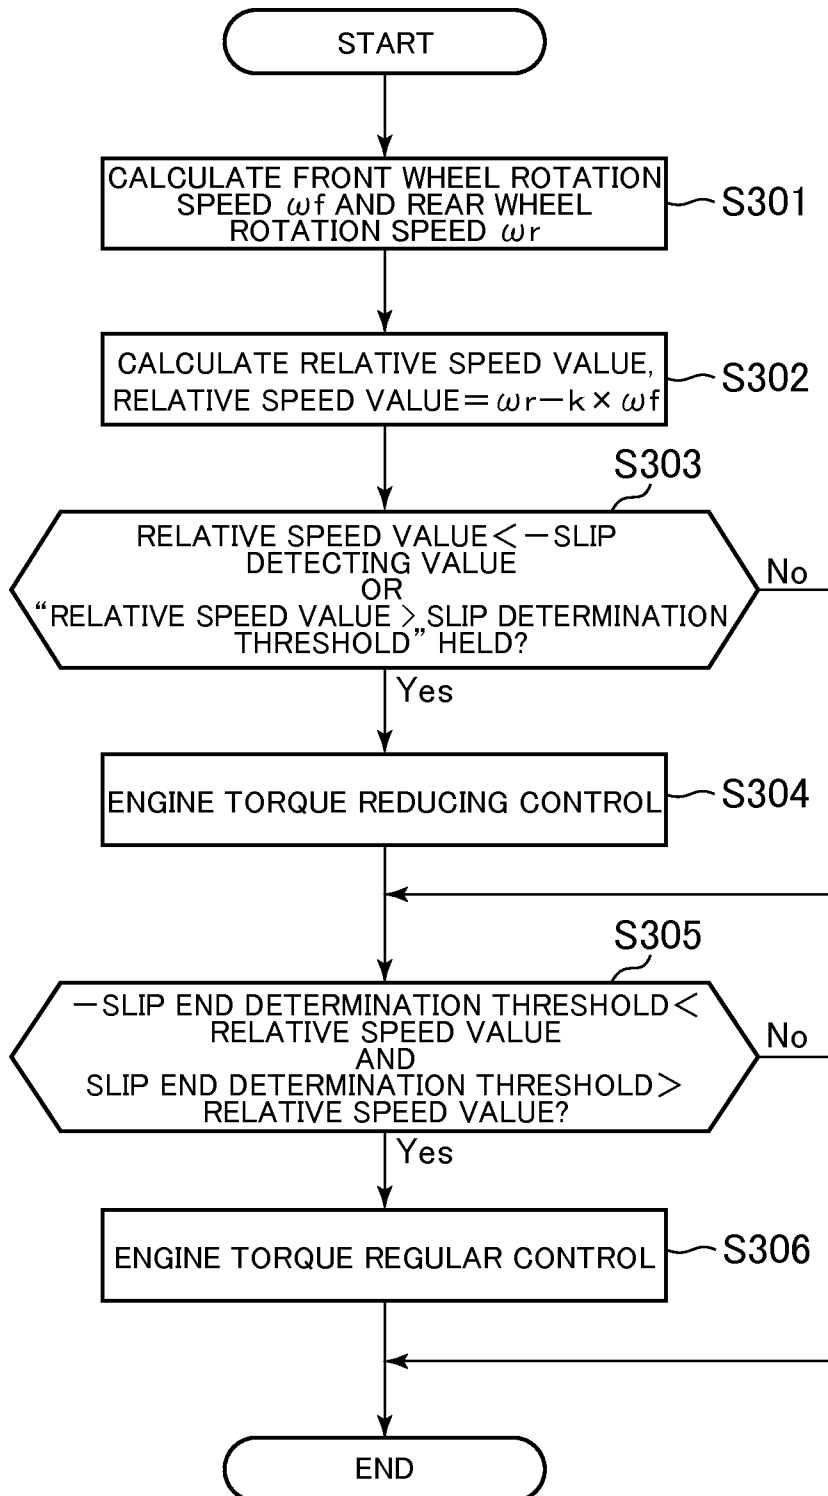 START
CALCULATE FRONT WHEEL ROTATION
SPEED ωf AND REAR WHEEL
ROTATION SPEED ωr
S301
CALCULATE RELATIVE SPEED VALUE,
RELATIVE SPEED VALUE=ωr-k×ωf
S302
S303
RELATIVE SPEED VALUE<-SLIP
DETECTING VALUE
OR
“RELATIVE SPEED VALUE>SLIP DETERMINATION
THRESHOLD” HELD?
No
Yes
ENGINE TORQUE REDUCING CONTROL
S304
S305
-SLIP END DETERMINATION THRESHOLD<
RELATIVE SPEED VALUE
AND
SLIP END DETERMINATION THRESHOLD>
RELATIVE SPEED VALUE?
No
Yes
ENGINE TORQUE REGULAR CONTROL
S306
END